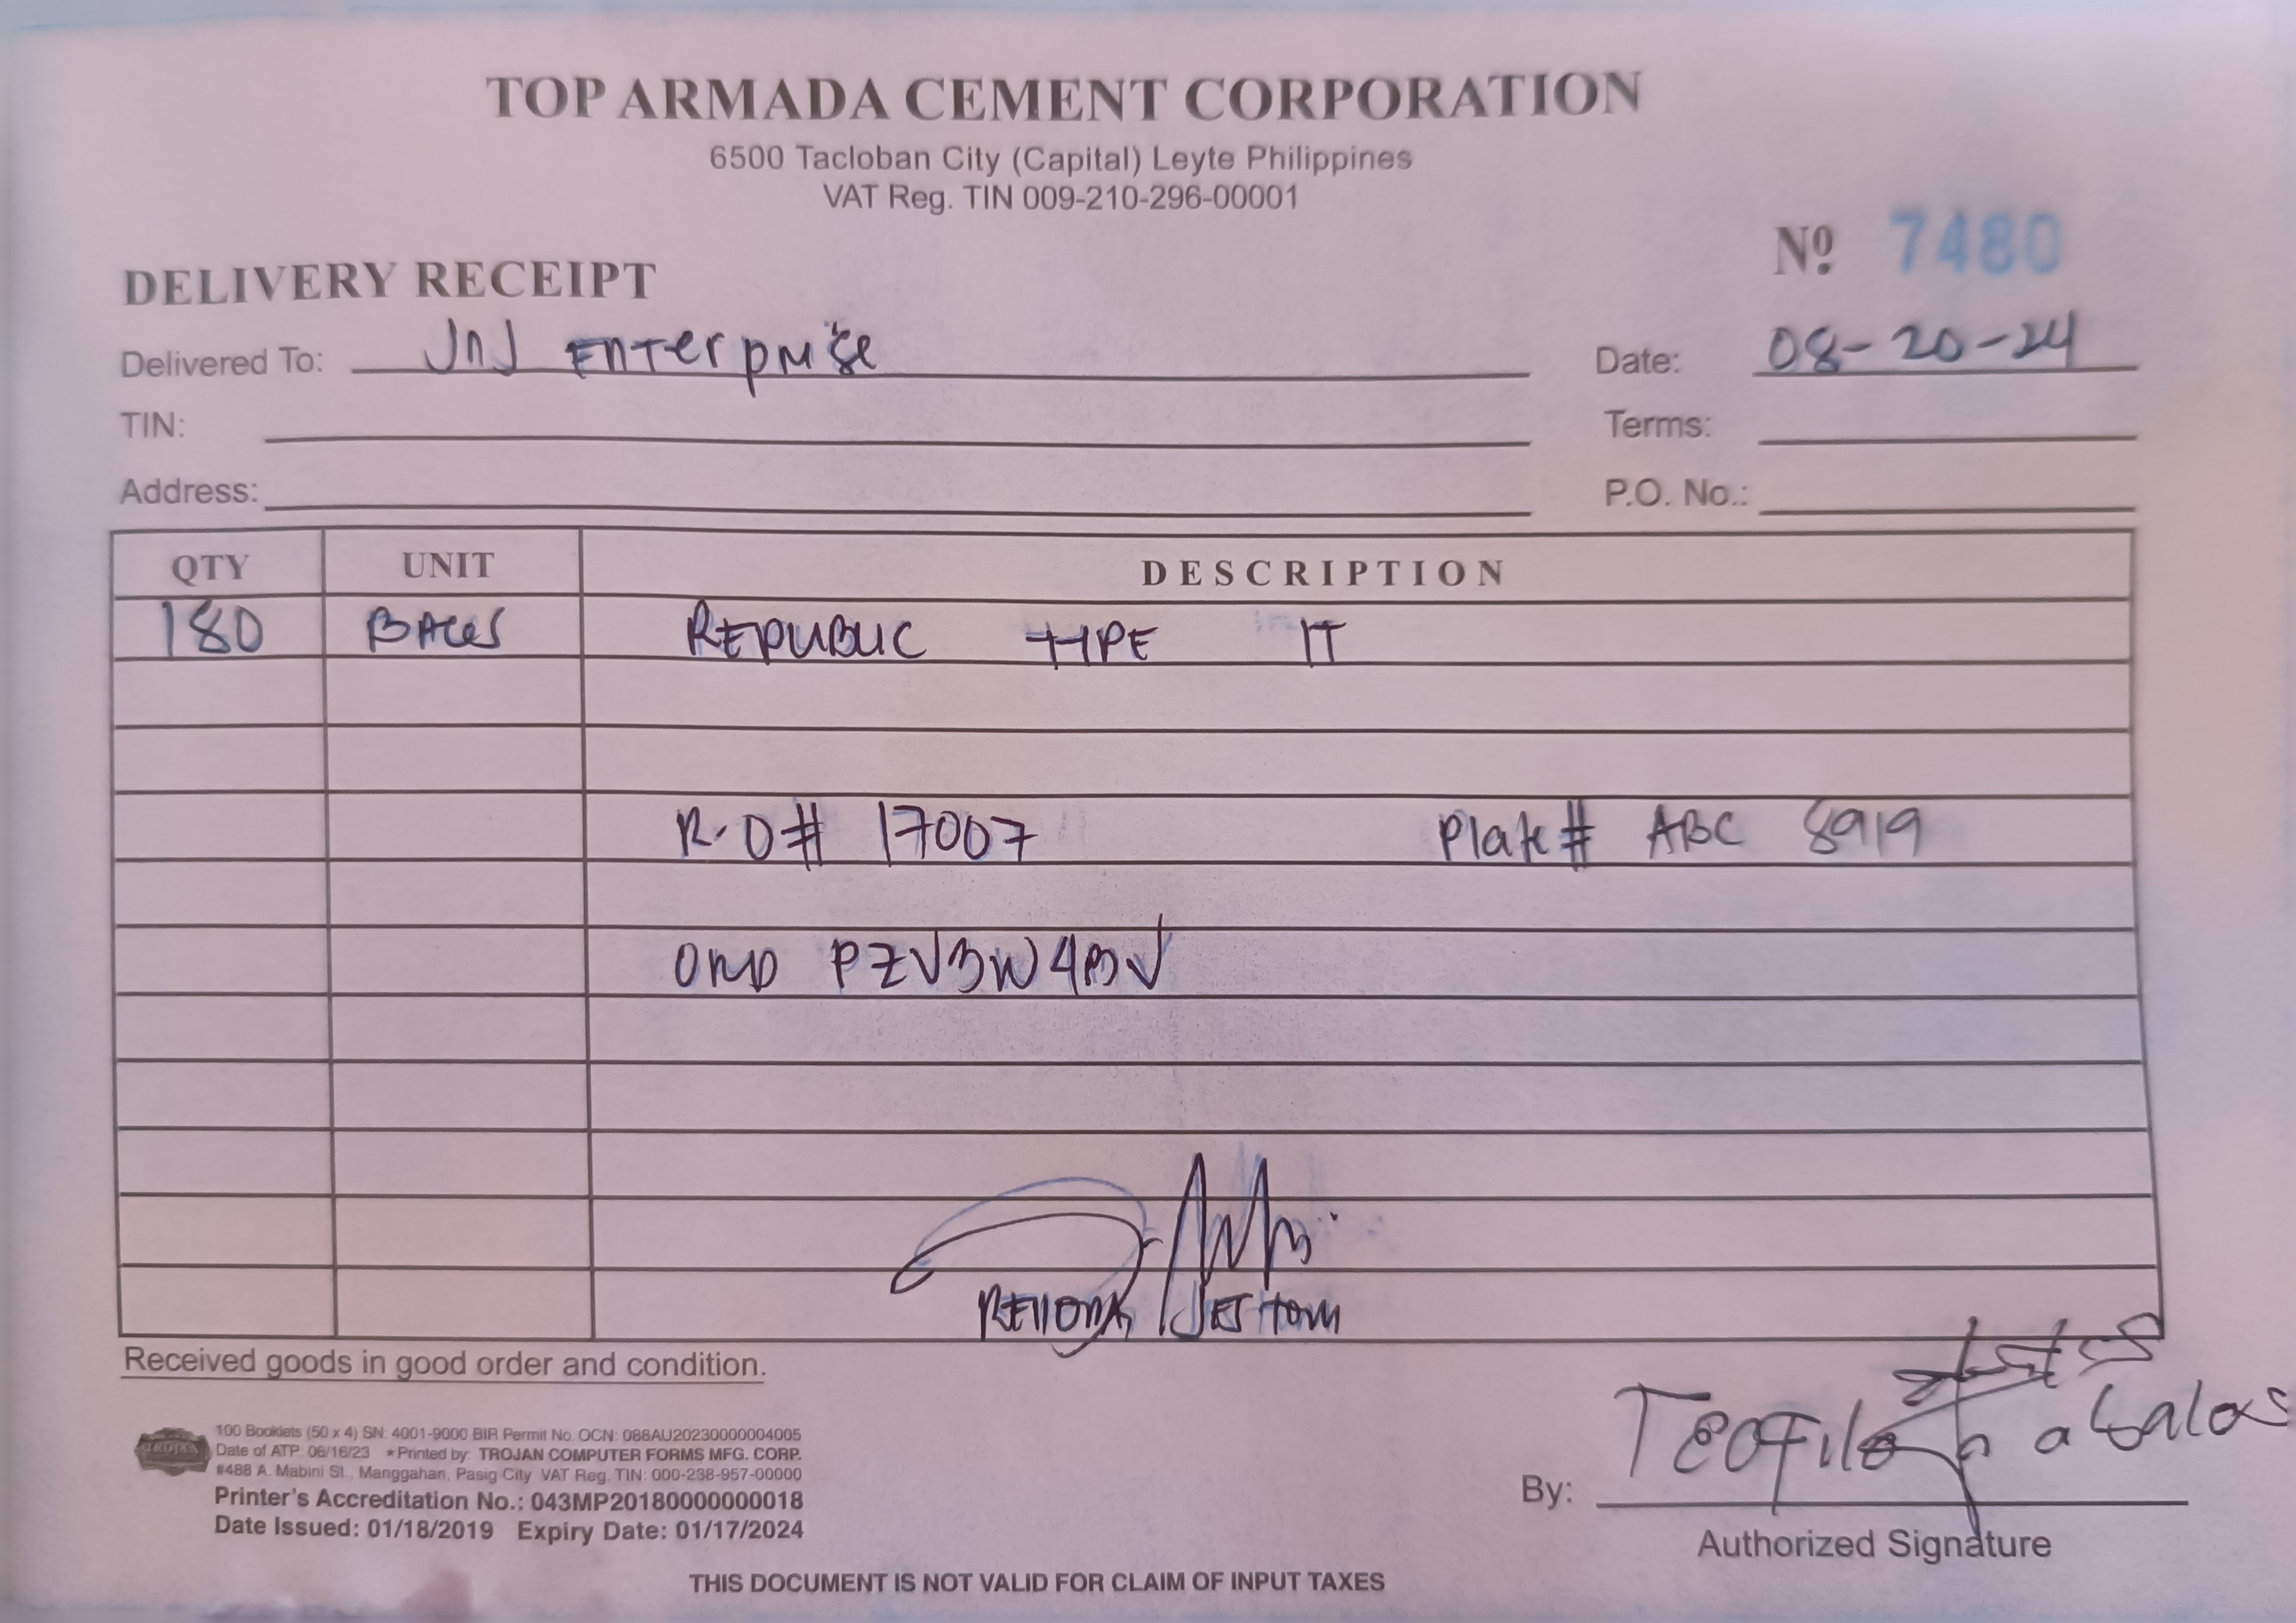 TOP ARMADA CEMENT CORPORATION
6500 Tacloban City (Capital) Leyte Philippines
VAT Reg. TIN 009-210-296-00001
Nº 7480
DELIVERY RECEIPT
Delivered To: JnJ Enterprise Date: 08-20-24
TIN: Terms:
Address: P.O. No.:
QTY UNIT DESCRIPTION
180 BAGS REPUBLIC TYPE IT
R.O# 17007 Plate# ABC 8919
PZV3W4BV
Received goods in good order and condition.
TROJAN
100 Booklets (50 x 4) SN: 4001-9000 BIR Permit No. OCN: 088AU20230000004005
Date of ATP: 06/16/23 *Printed by: TROJAN COMPUTER FORMS MFG. CORP.
#488 A. Mabini St., Manggahan, Pasig City VAT Reg. TIN: 000-238-957-00000
Printer's Accreditation No.: 043MP20180000000018
Date Issued: 01/18/2019 Expiry Date: 01/17/2024
By: Teofilo
Authorized Signature
THIS DOCUMENT IS NOT VALID FOR CLAIM OF INPUT TAXES